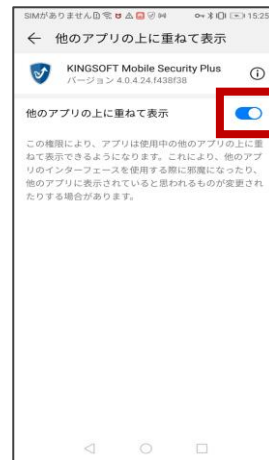 SIMがありません 15:25
← 他のアプリの上に重ねて表示
KINGSOFT Mobile Security Plus
バージョン 4.0.4.24.f438f38
他のアプリの上に重ねて表示
この権限により、アプリは使用中の他のアプリの上に重
ねて表示できるようになります。これにより、他のアプ
リのインターフェースを使用する際に邪魔になったり、
他のアプリに表示されていると思われるものが変更され
たりする場合があります。